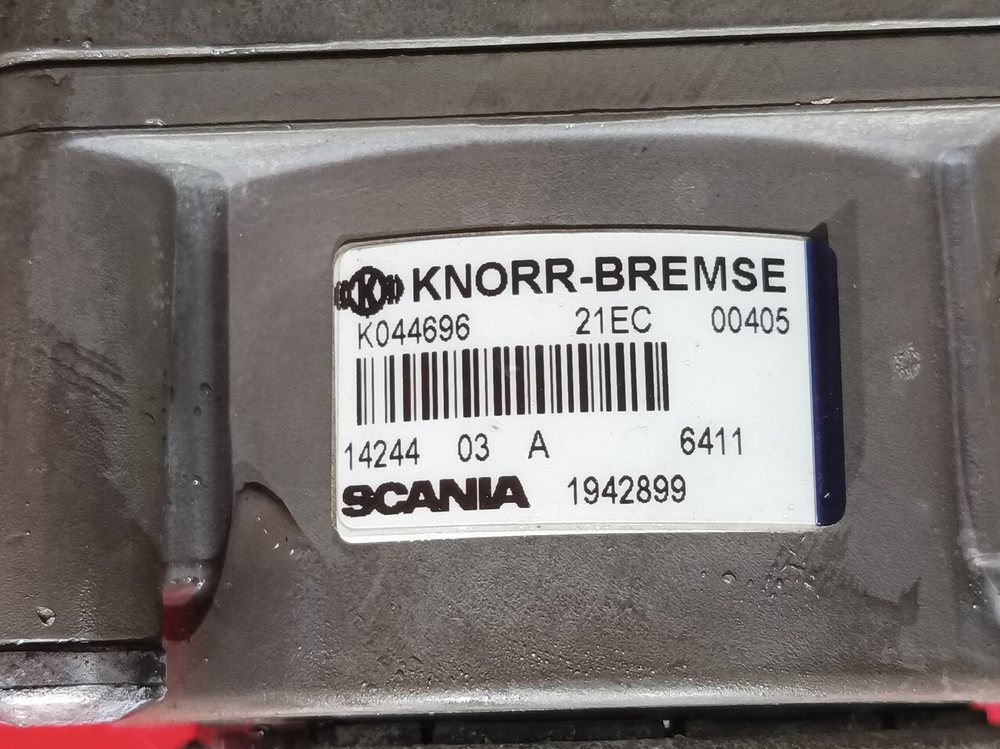 K KNORR-BREMSE
K044696 21EC 00405
14244 03 A 6411
SCANIA 1942899